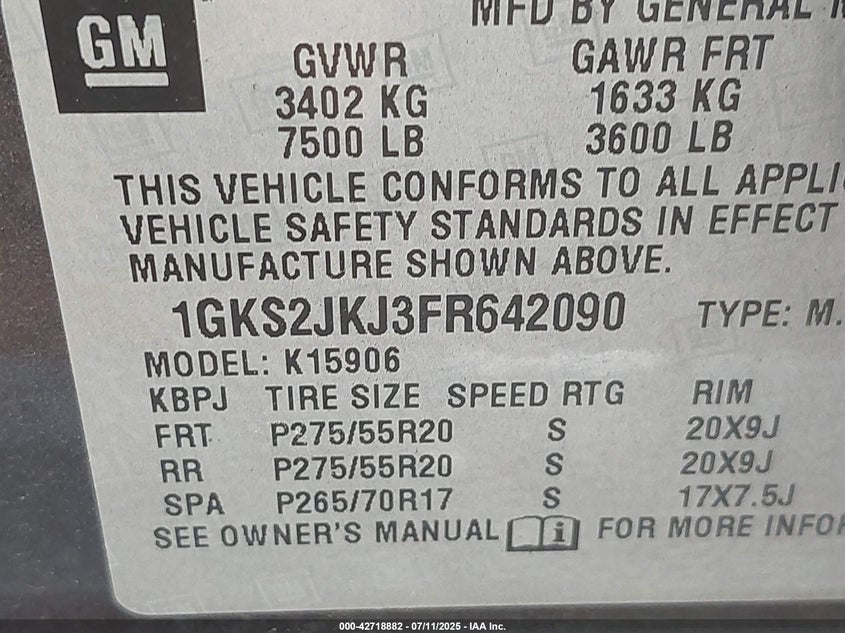 GM
MFD BY GENERAL
GVWR GAWR FRT
3402 KG 1633 KG
7500 LB 3600 LB
THIS VEHICLE CONFORMS TO ALL
VEHICLE SAFETY STANDARDS IN EFFECT
MANUFACTURE SHOWN ABOVE.
1GKS2JKJ3FR642090 TYPE: M.
MODEL: K15906
KBPJ TIRE SIZE SPEED RTG RIM
FRT P275/55R20 S 20X9J
RR P275/55R20 S 20X9J
SPA P265/70R17 S 17X7.5J
SEE OWNER'S MANUAL i FOR MORE
000-42718882 - 07/11/2025 - IAA Inc.